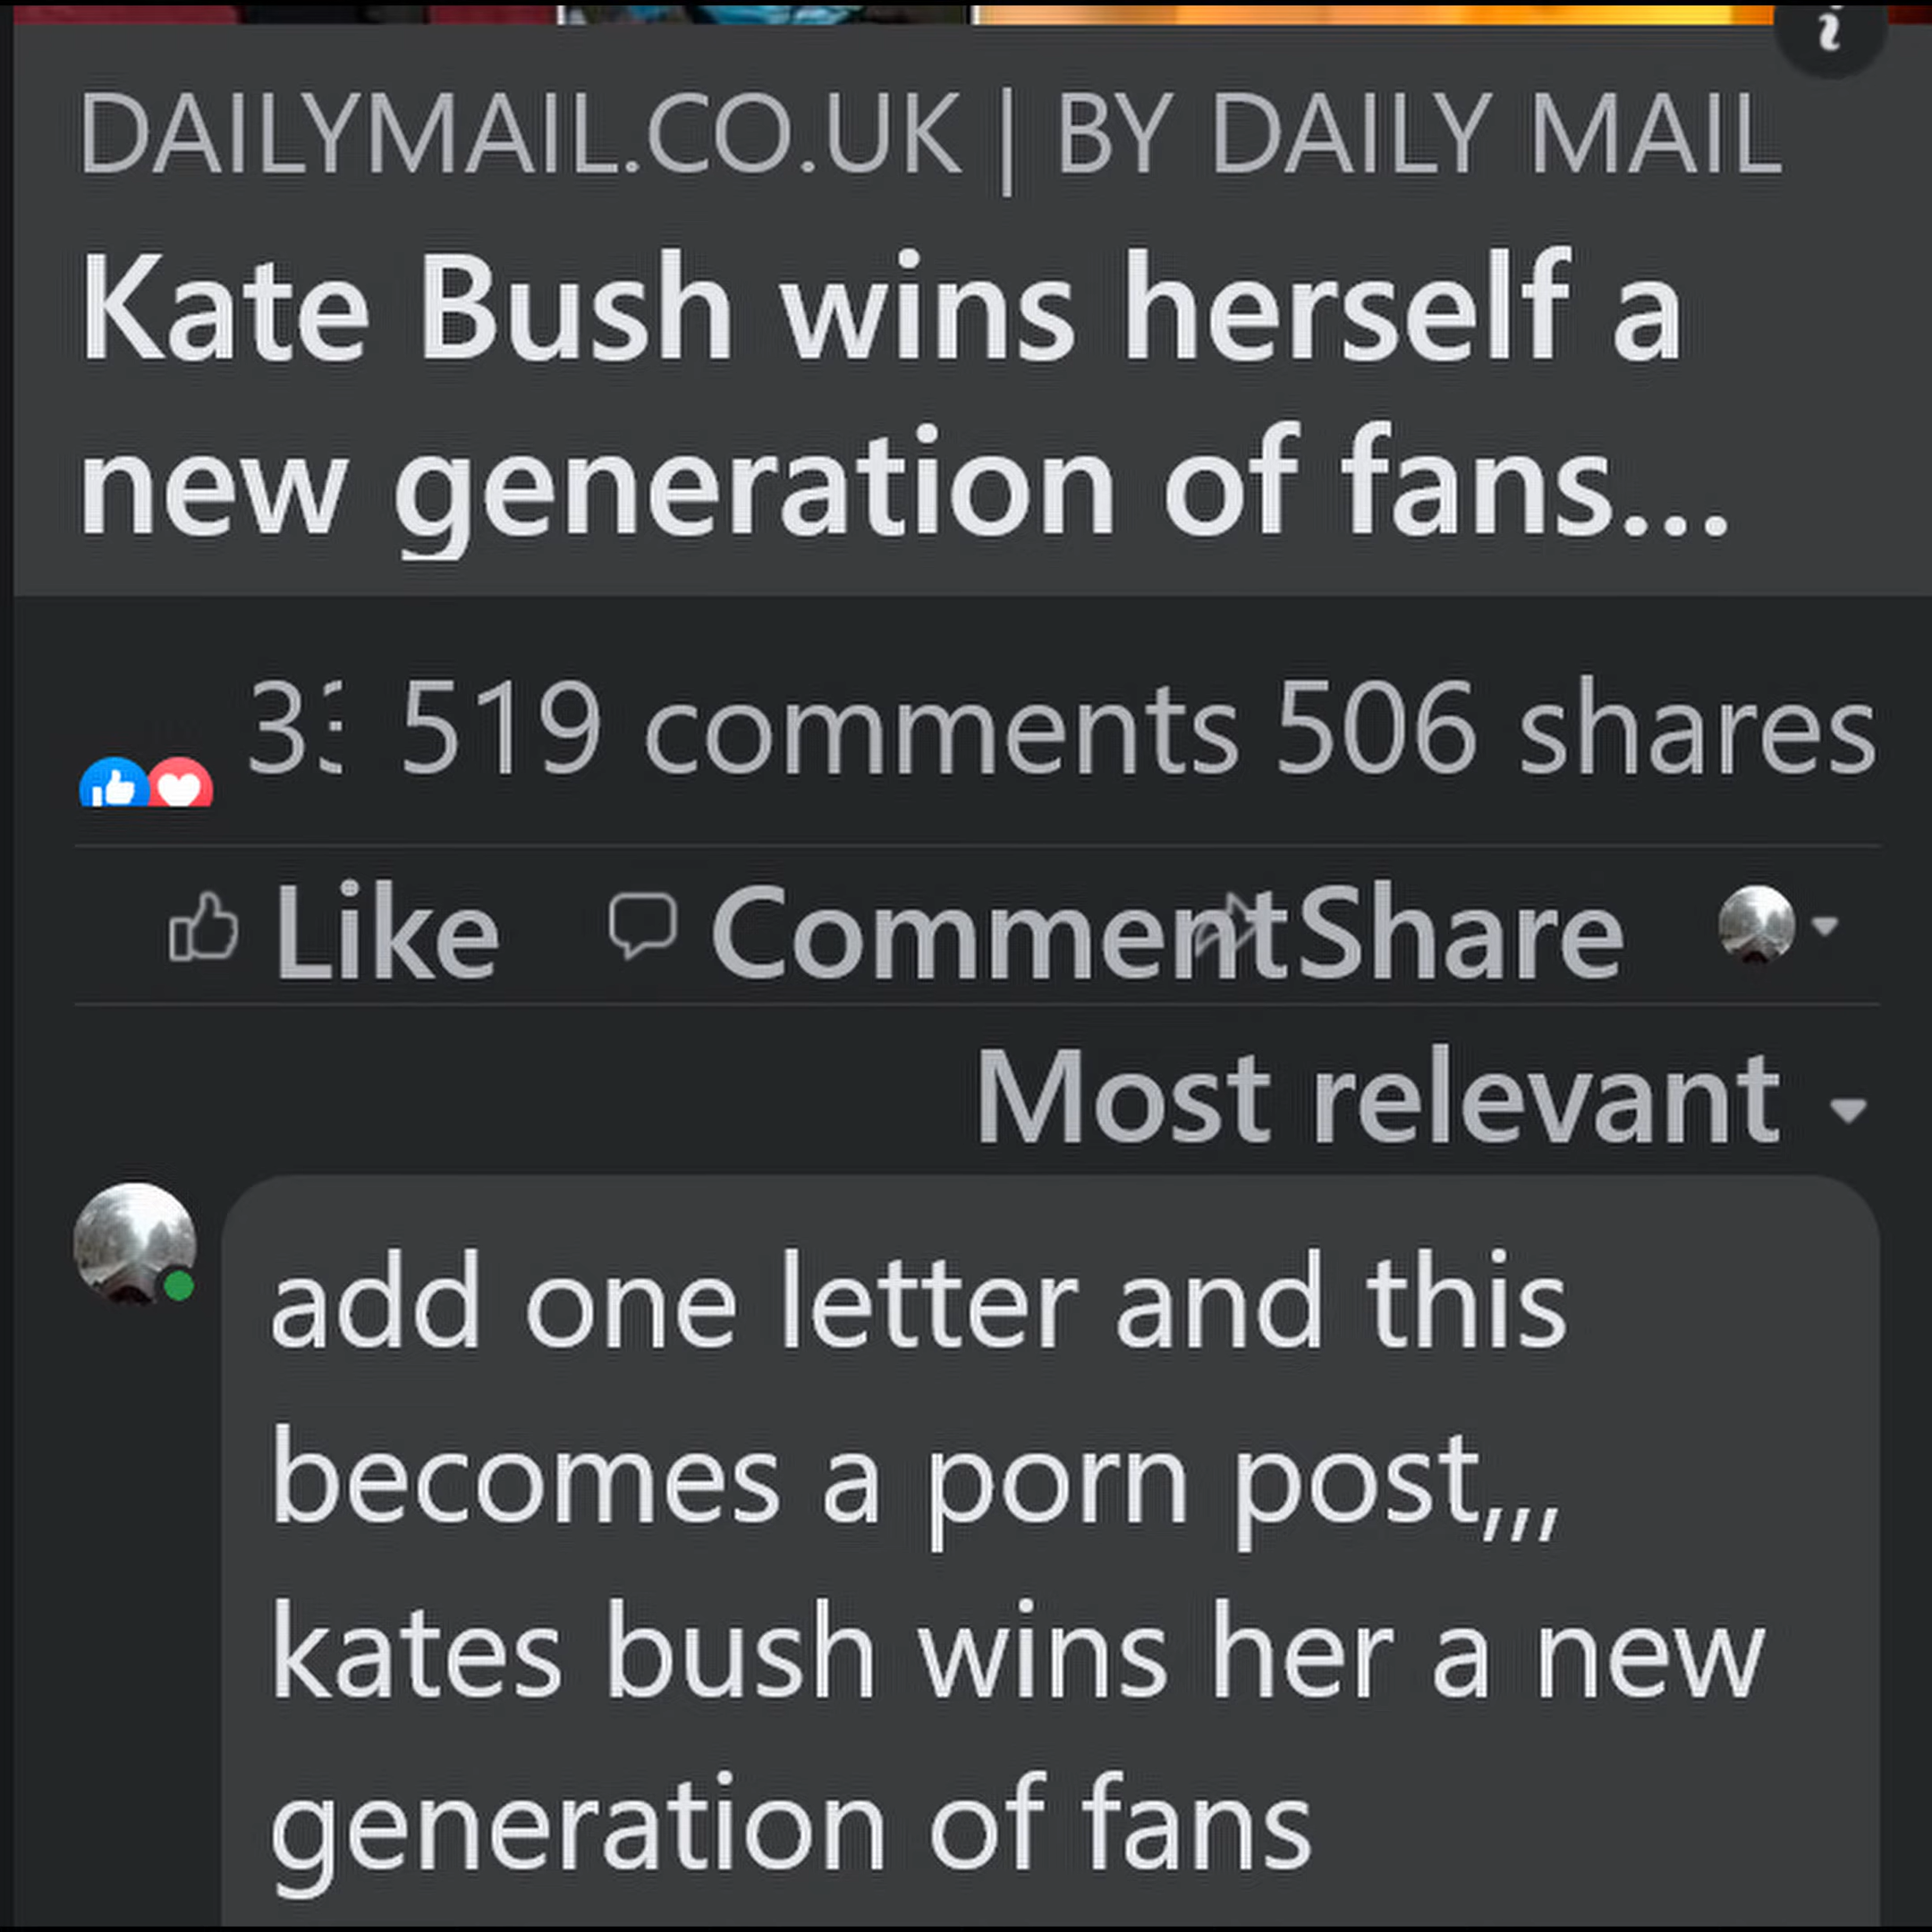 DAILYMAIL.CO.UK | BY DAILY MAIL
Kate Bush wins herself a
new generation of fans...
519 comments 506 shares
Like Comment Share
Most relevant
add one letter and this
becomes a porn post,,,
kates bush wins her a new
generation of fans